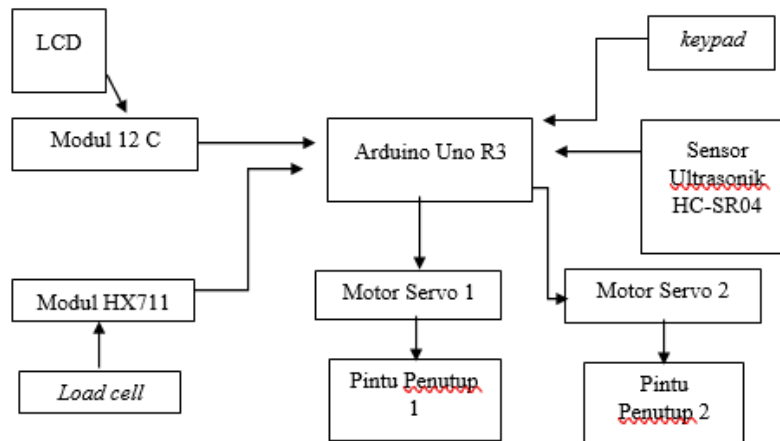 LCD
keypad
Modul 12 C
Arduino Uno R3
Sensor
Ultrasonik
HC-SR04
Modul HX711
Motor Servo 1
Motor Servo 2
Load cell
Pintu Penutup
1
Pintu
Penutup 2